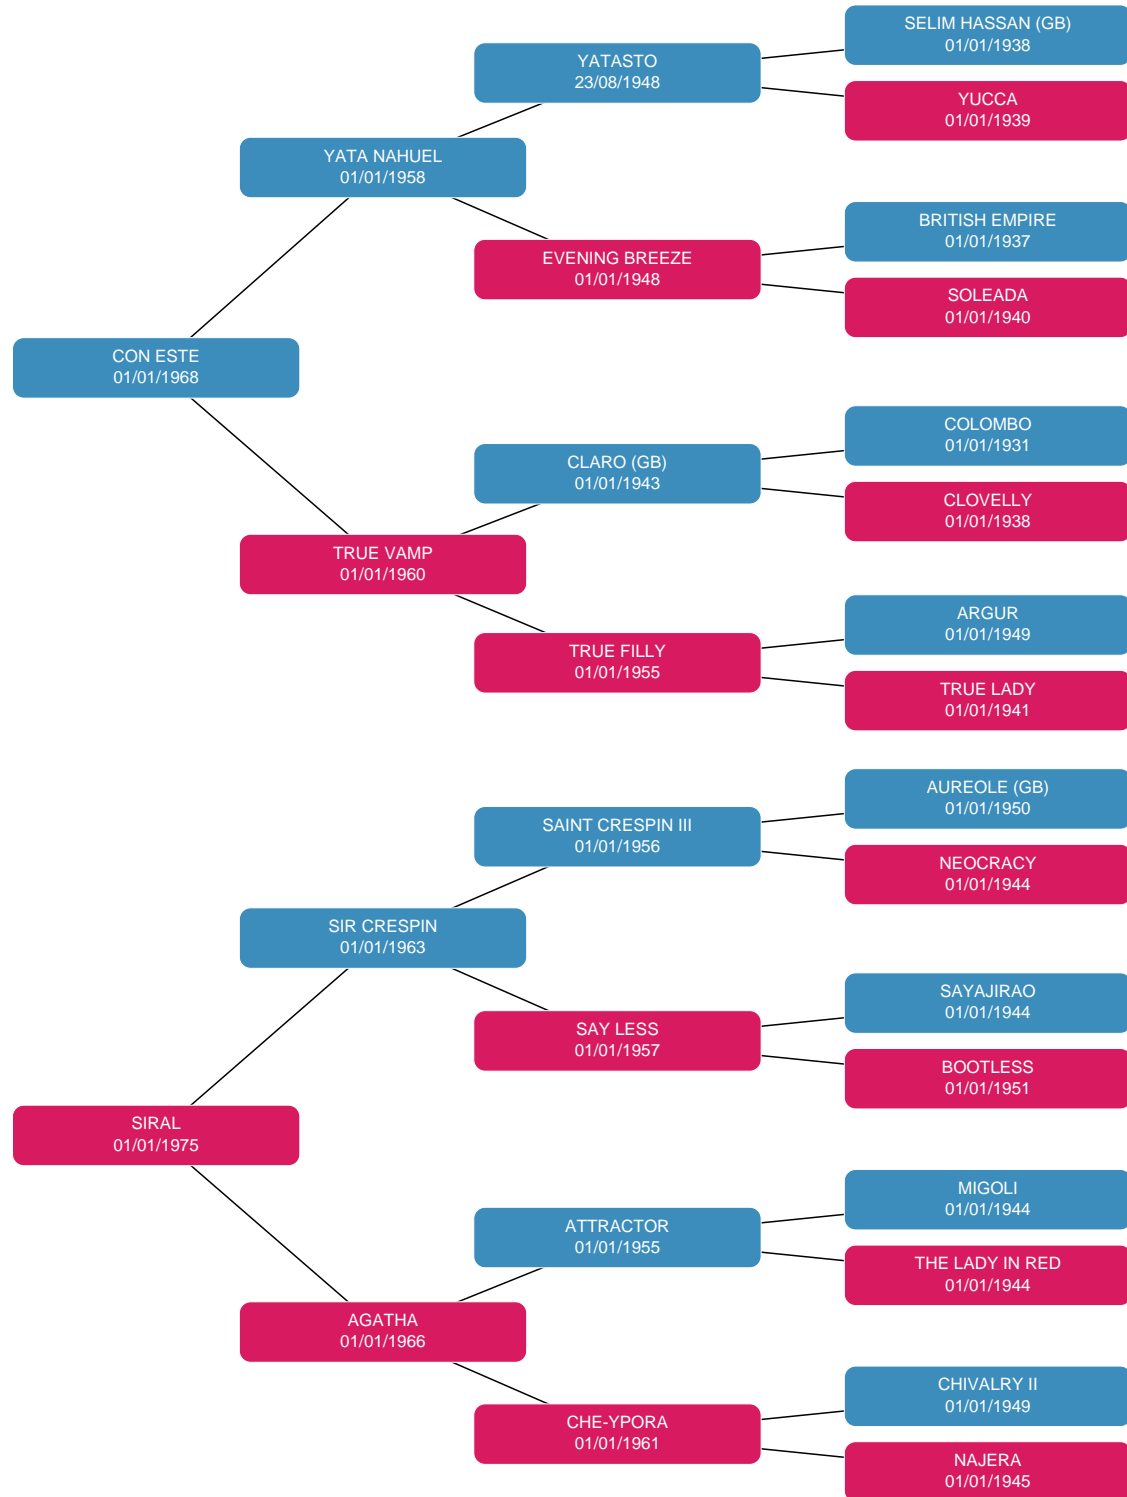 SELIM HASSAN (GB)
01/01/1938
YATASTO
23/08/1948
YUCCA
01/01/1939
YATA NAHUEL
01/01/1958
BRITISH EMPIRE
01/01/1937
EVENING BREEZE
01/01/1948
SOLEADA
01/01/1940
CON ESTE
01/01/1968
COLOMBO
01/01/1931
CLARO (GB)
01/01/1943
CLOVELLY
01/01/1938
TRUE VAMP
01/01/1960
ARGUR
01/01/1949
TRUE FILLY
01/01/1955
TRUE LADY
01/01/1941
AUREOLE (GB)
01/01/1950
SAINT CRESPIN III
01/01/1956
NEOCRACY
01/01/1944
SIR CRESPIN
01/01/1963
SAYAJIRAO
01/01/1944
SAY LESS
01/01/1957
BOOTLESS
01/01/1951
SIRAL
01/01/1975
MIGOLI
01/01/1944
ATTRACTOR
01/01/1955
THE LADY IN RED
01/01/1944
AGATHA
01/01/1966
CHIVALRY II
01/01/1949
CHE-YPORA
01/01/1961
NAJERA
01/01/1945